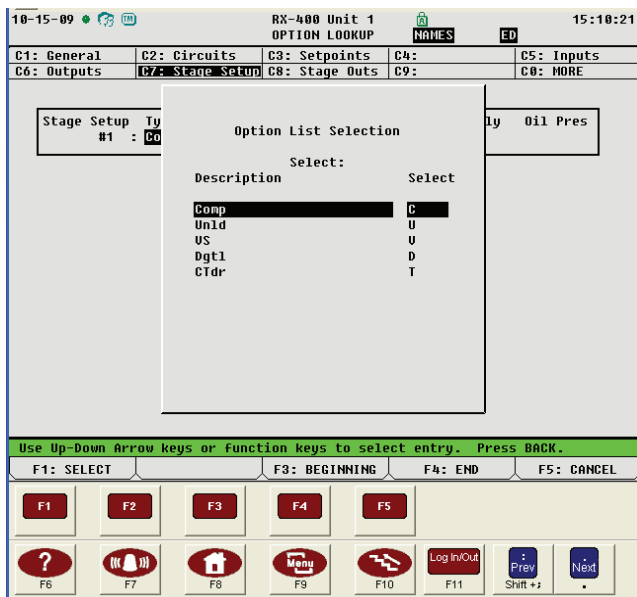 10-15-09 RX-400 Unit 1 15:10:21
OPTION LOOKUP NAMES ED
C1: General C2: Circuits C3: Setpoints C4: C5: Inputs
C6: Outputs C7: Stage Setup C8: Stage Outs C9: C0: MORE
Stage Setup Ty ly Oil Pres
#1 : Co
Option List Selection
Select:
Description Select
Comp C
Unld U
VS V
Dgtl D
CTdr T
Use Up-Down Arrow keys or function keys to select entry. Press BACK.
F1: SELECT F3: BEGINNING F4: END F5: CANCEL
F1 F2 F3 F4 F5
? Menu Log In/Out : Prev Next
F6 F7 F8 F9 F10 F11 Shift +; .